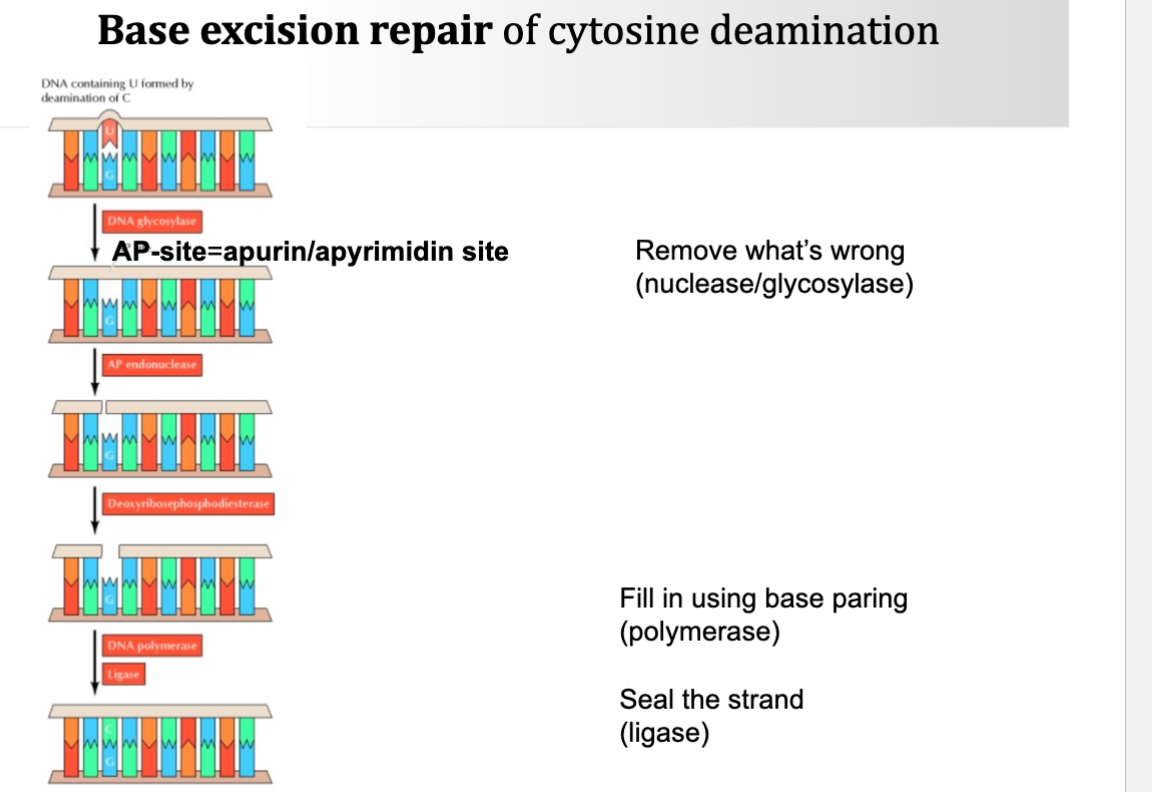 Base excision repair of cytosine deamination
DNA containing U formed by
deamination of C
U
G
DNA glycosylase
AP-site=apurin/apyrimidin site
Remove what’s wrong
(nuclease/glycosylase)
G
AP endonuclease
G
Deoxyribosephosphodiesterase
G
Fill in using base paring
(polymerase)
DNA polymerase
Ligase
Seal the strand
(ligase)
C
G